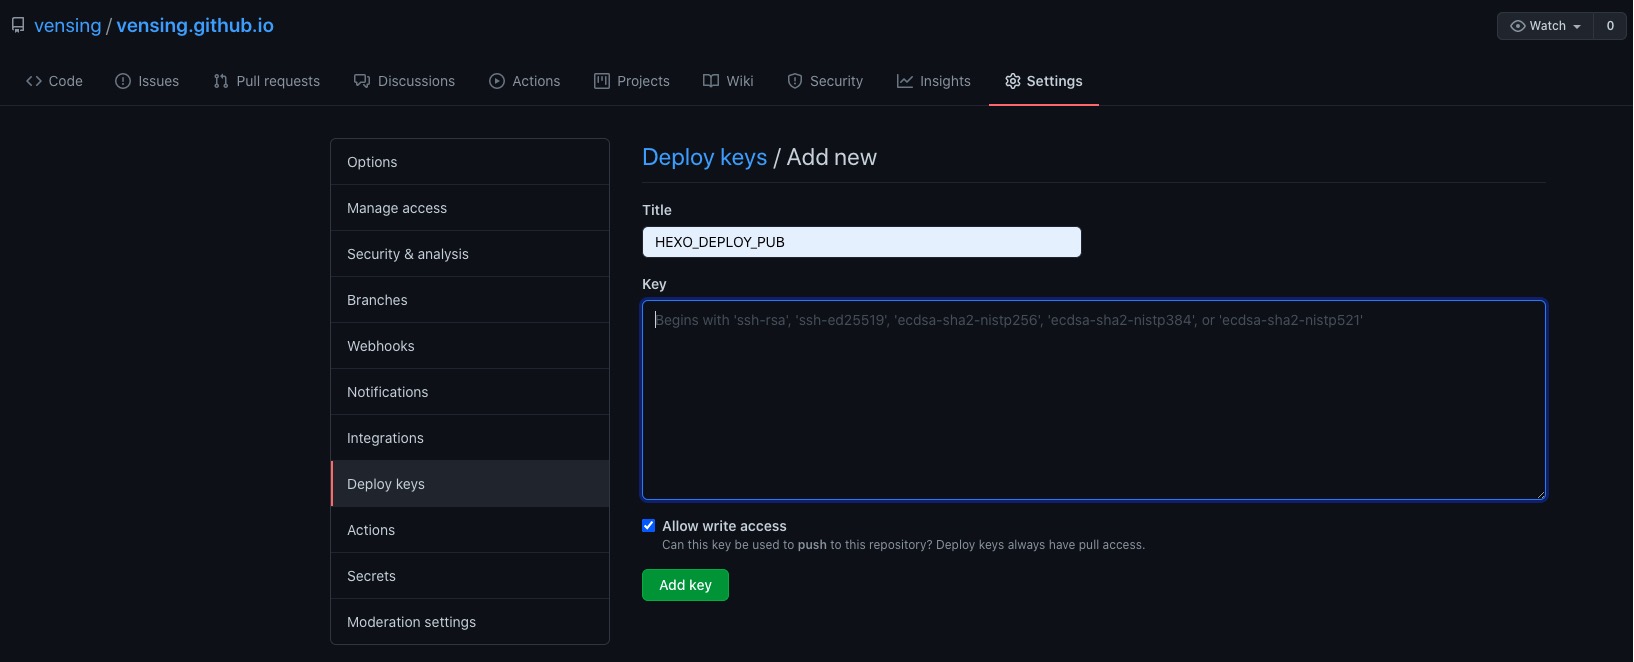 vensing / vensing.github.io
Watch 0
Code Issues Pull requests Discussions Actions Projects Wiki Security Insights Settings
Options
Manage access
Security & analysis
Branches
Webhooks
Notifications
Integrations
Deploy keys
Actions
Secrets
Moderation settings
Deploy keys / Add new
Title
HEXO_DEPLOY_PUB
Key
Begins with 'ssh-rsa', 'ssh-ed25519', 'ecdsa-sha2-nistp256', 'ecdsa-sha2-nistp384', or 'ecdsa-sha2-nistp521'
Allow write access
Can this key be used to push to this repository? Deploy keys always have pull access.
Add key